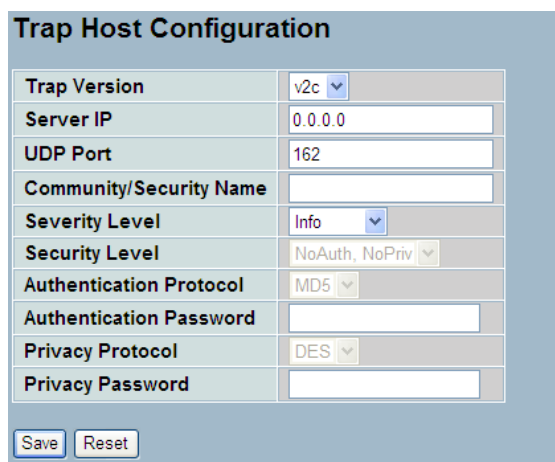 Trap Host Configuration
Trap Version v2c
Server IP 0.0.0.0
UDP Port 162
Community/Security Name
Severity Level Info
Security Level NoAuth, NoPriv
Authentication Protocol MD5
Authentication Password
Privacy Protocol DES
Privacy Password
Save Reset